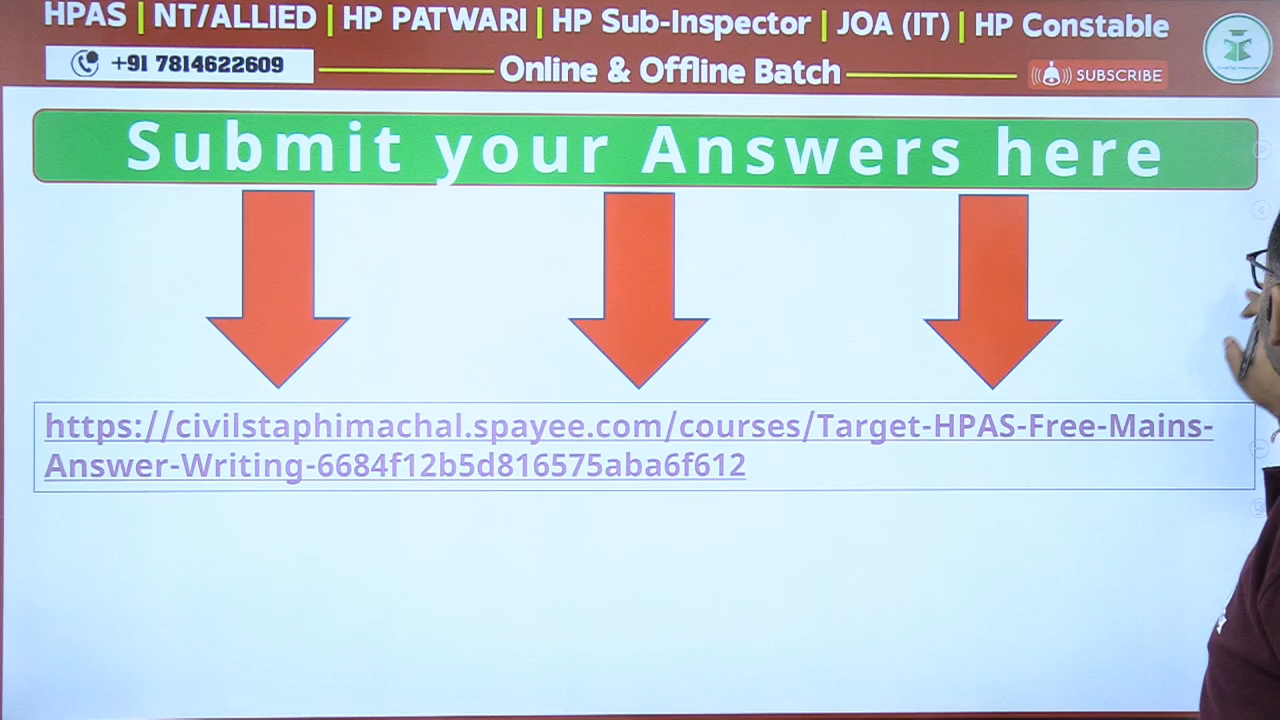 HPAS | NT/ALLIED | HP PATWARI | HP Sub-Inspector | JOA (IT) | HP Constable
+91 7814622609
Online & Offline Batch
SUBSCRIBE
Submit your Answers here
https://civilstaphimachal.spayee.com/courses/Target-HPAS-Free-Mains-
Answer-Writing-6684f12b5d816575aba6f612